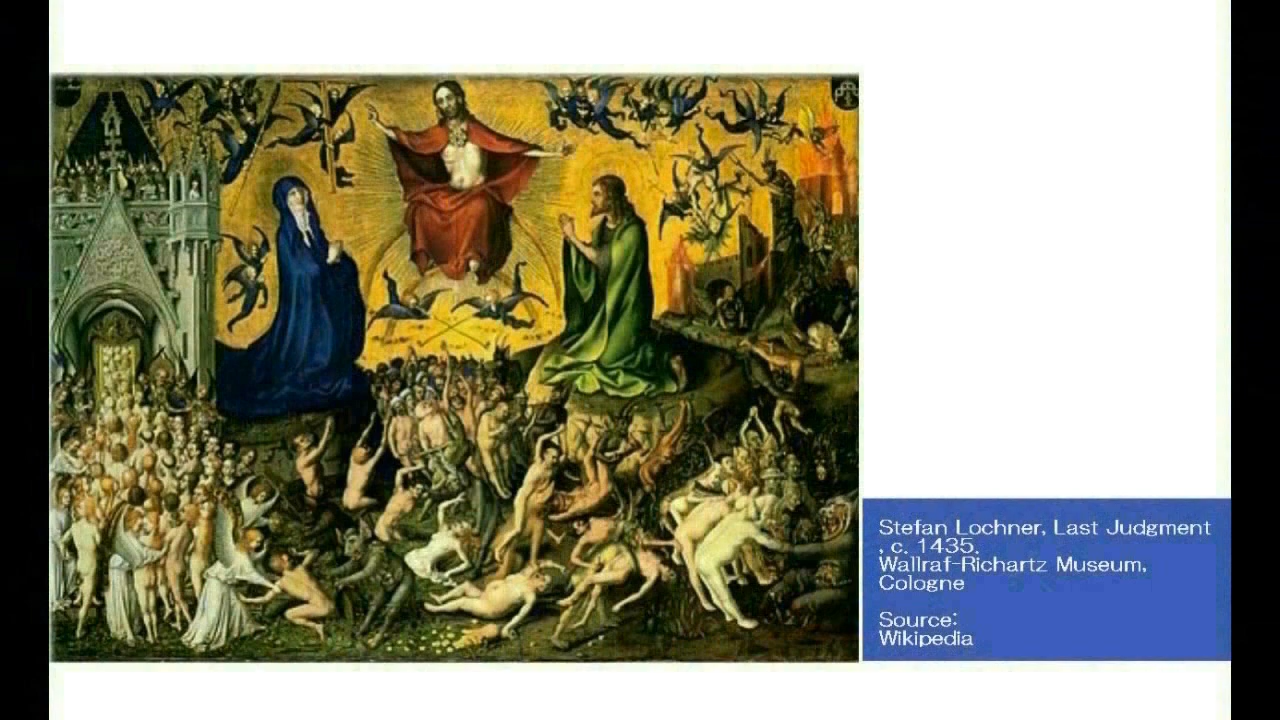 Stefan Lochner, Last Judgment
, c. 1435.
Wallraf-Richartz Museum,
Cologne
Source:
Wikipedia